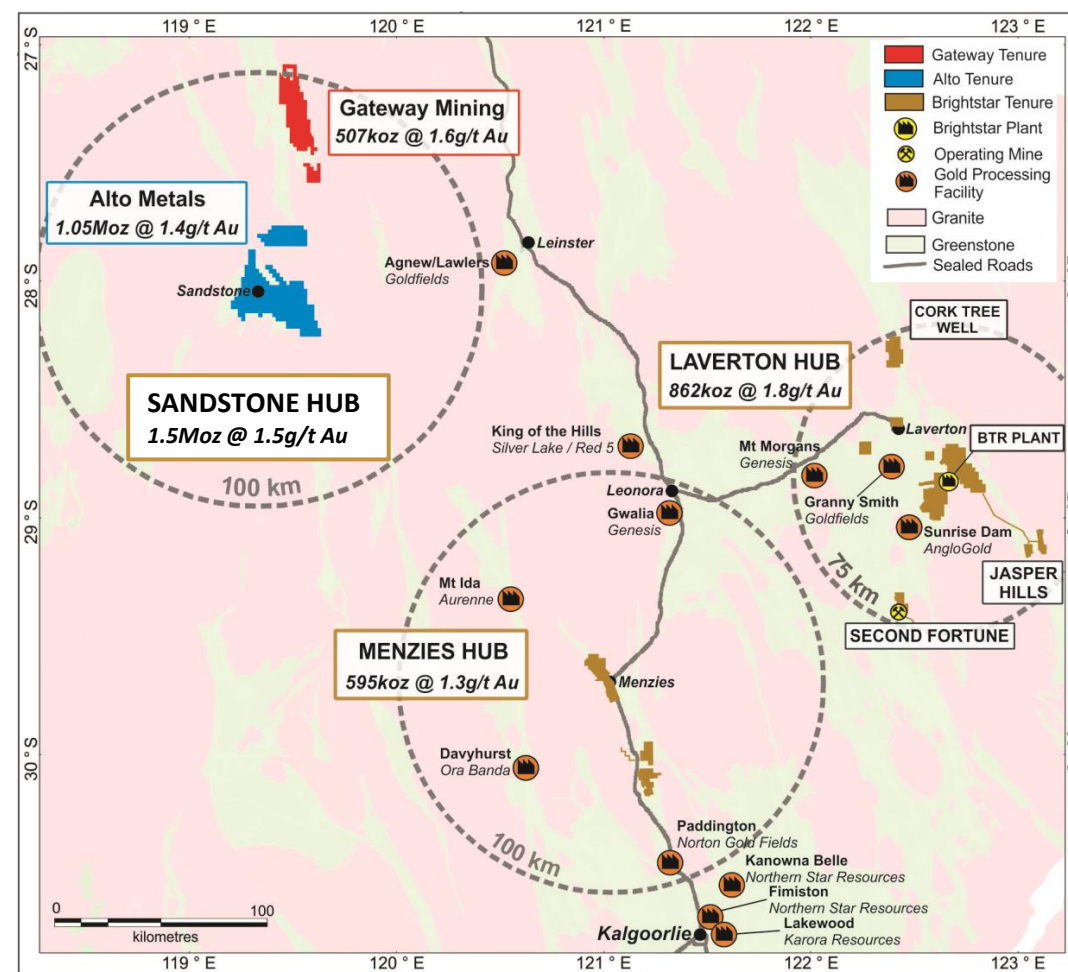 119 ° E
120 ° E
121 ° E
122 ° E
123 ° E
27° S
28° S
29° S
30° S
Gateway Tenure
Alto Tenure
Brightstar Tenure
Brightstar Plant
Operating Mine
Gold Processing
Facility
Granite
Greenstone
Sealed Roads
Gateway Mining
507koz @ 1.6g/t Au
Alto Metals
1.05Moz @ 1.4g/t Au
Leinster
Agnew/Lawlers
Goldfields
Sandstone
SANDSTONE HUB
1.5Moz @ 1.5g/t Au
100 km
CORK TREE
WELL
LAVERTON HUB
862koz @ 1.8g/t Au
Laverton
BTR PLANT
King of the Hills
Silver Lake / Red 5
Mt Morgans
Genesis
Leonora
Granny Smith
Goldfields
Gwalia
Genesis
Sunrise Dam
AngloGold
75 km
JASPER
HILLS
SECOND FORTUNE
Mt Ida
Aurenne
MENZIES HUB
595koz @ 1.3g/t Au
Menzies
Davyhurst
Ora Banda
100 km
Paddington
Norton Gold Fields
Kanowna Belle
Northern Star Resources
Fimiston
Northern Star Resources
Lakewood
Karora Resources
Kalgoorlie
0
100
kilometres
119 ° E
120 ° E
121 ° E
122 ° E
123 ° E